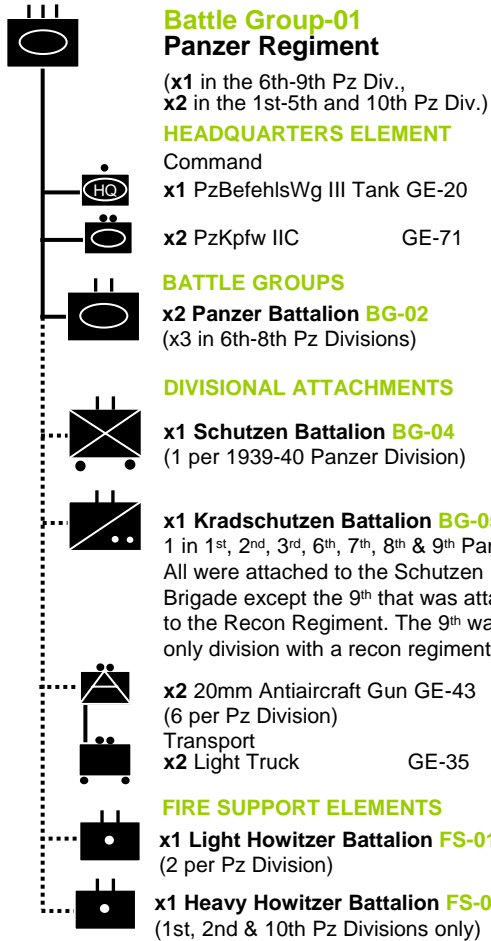 Battle Group-01
Panzer Regiment
(x1 in the 6th-9th Pz Div.,
x2 in the 1st-5th and 10th Pz Div.)
HEADQUARTERS ELEMENT
Command
HQ x1 PzBefehlsWg III Tank GE-20
x2 PzKpfw IIC GE-71
BATTLE GROUPS
x2 Panzer Battalion BG-02
(x3 in 6th-8th Pz Divisions)
DIVISIONAL ATTACHMENTS
x1 Schutzen Battalion BG-04
(1 per 1939-40 Panzer Division)
x1 Kradschutzen Battalion
1 in 1st, 2nd, 3rd, 6th, 7th, 8th & 9th
All were attached to the Schutzen
Brigade except the 9th that was
to the Recon Regiment. The 9th
only division with a recon regiment
x2 20mm Antiaircraft Gun GE-43
(6 per Pz Division)
Transport
x2 Light Truck GE-35
FIRE SUPPORT ELEMENTS
x1 Light Howitzer Battalion
(2 per Pz Division)
x1 Heavy Howitzer Battalion
(1st, 2nd & 10th Pz Divisions only)